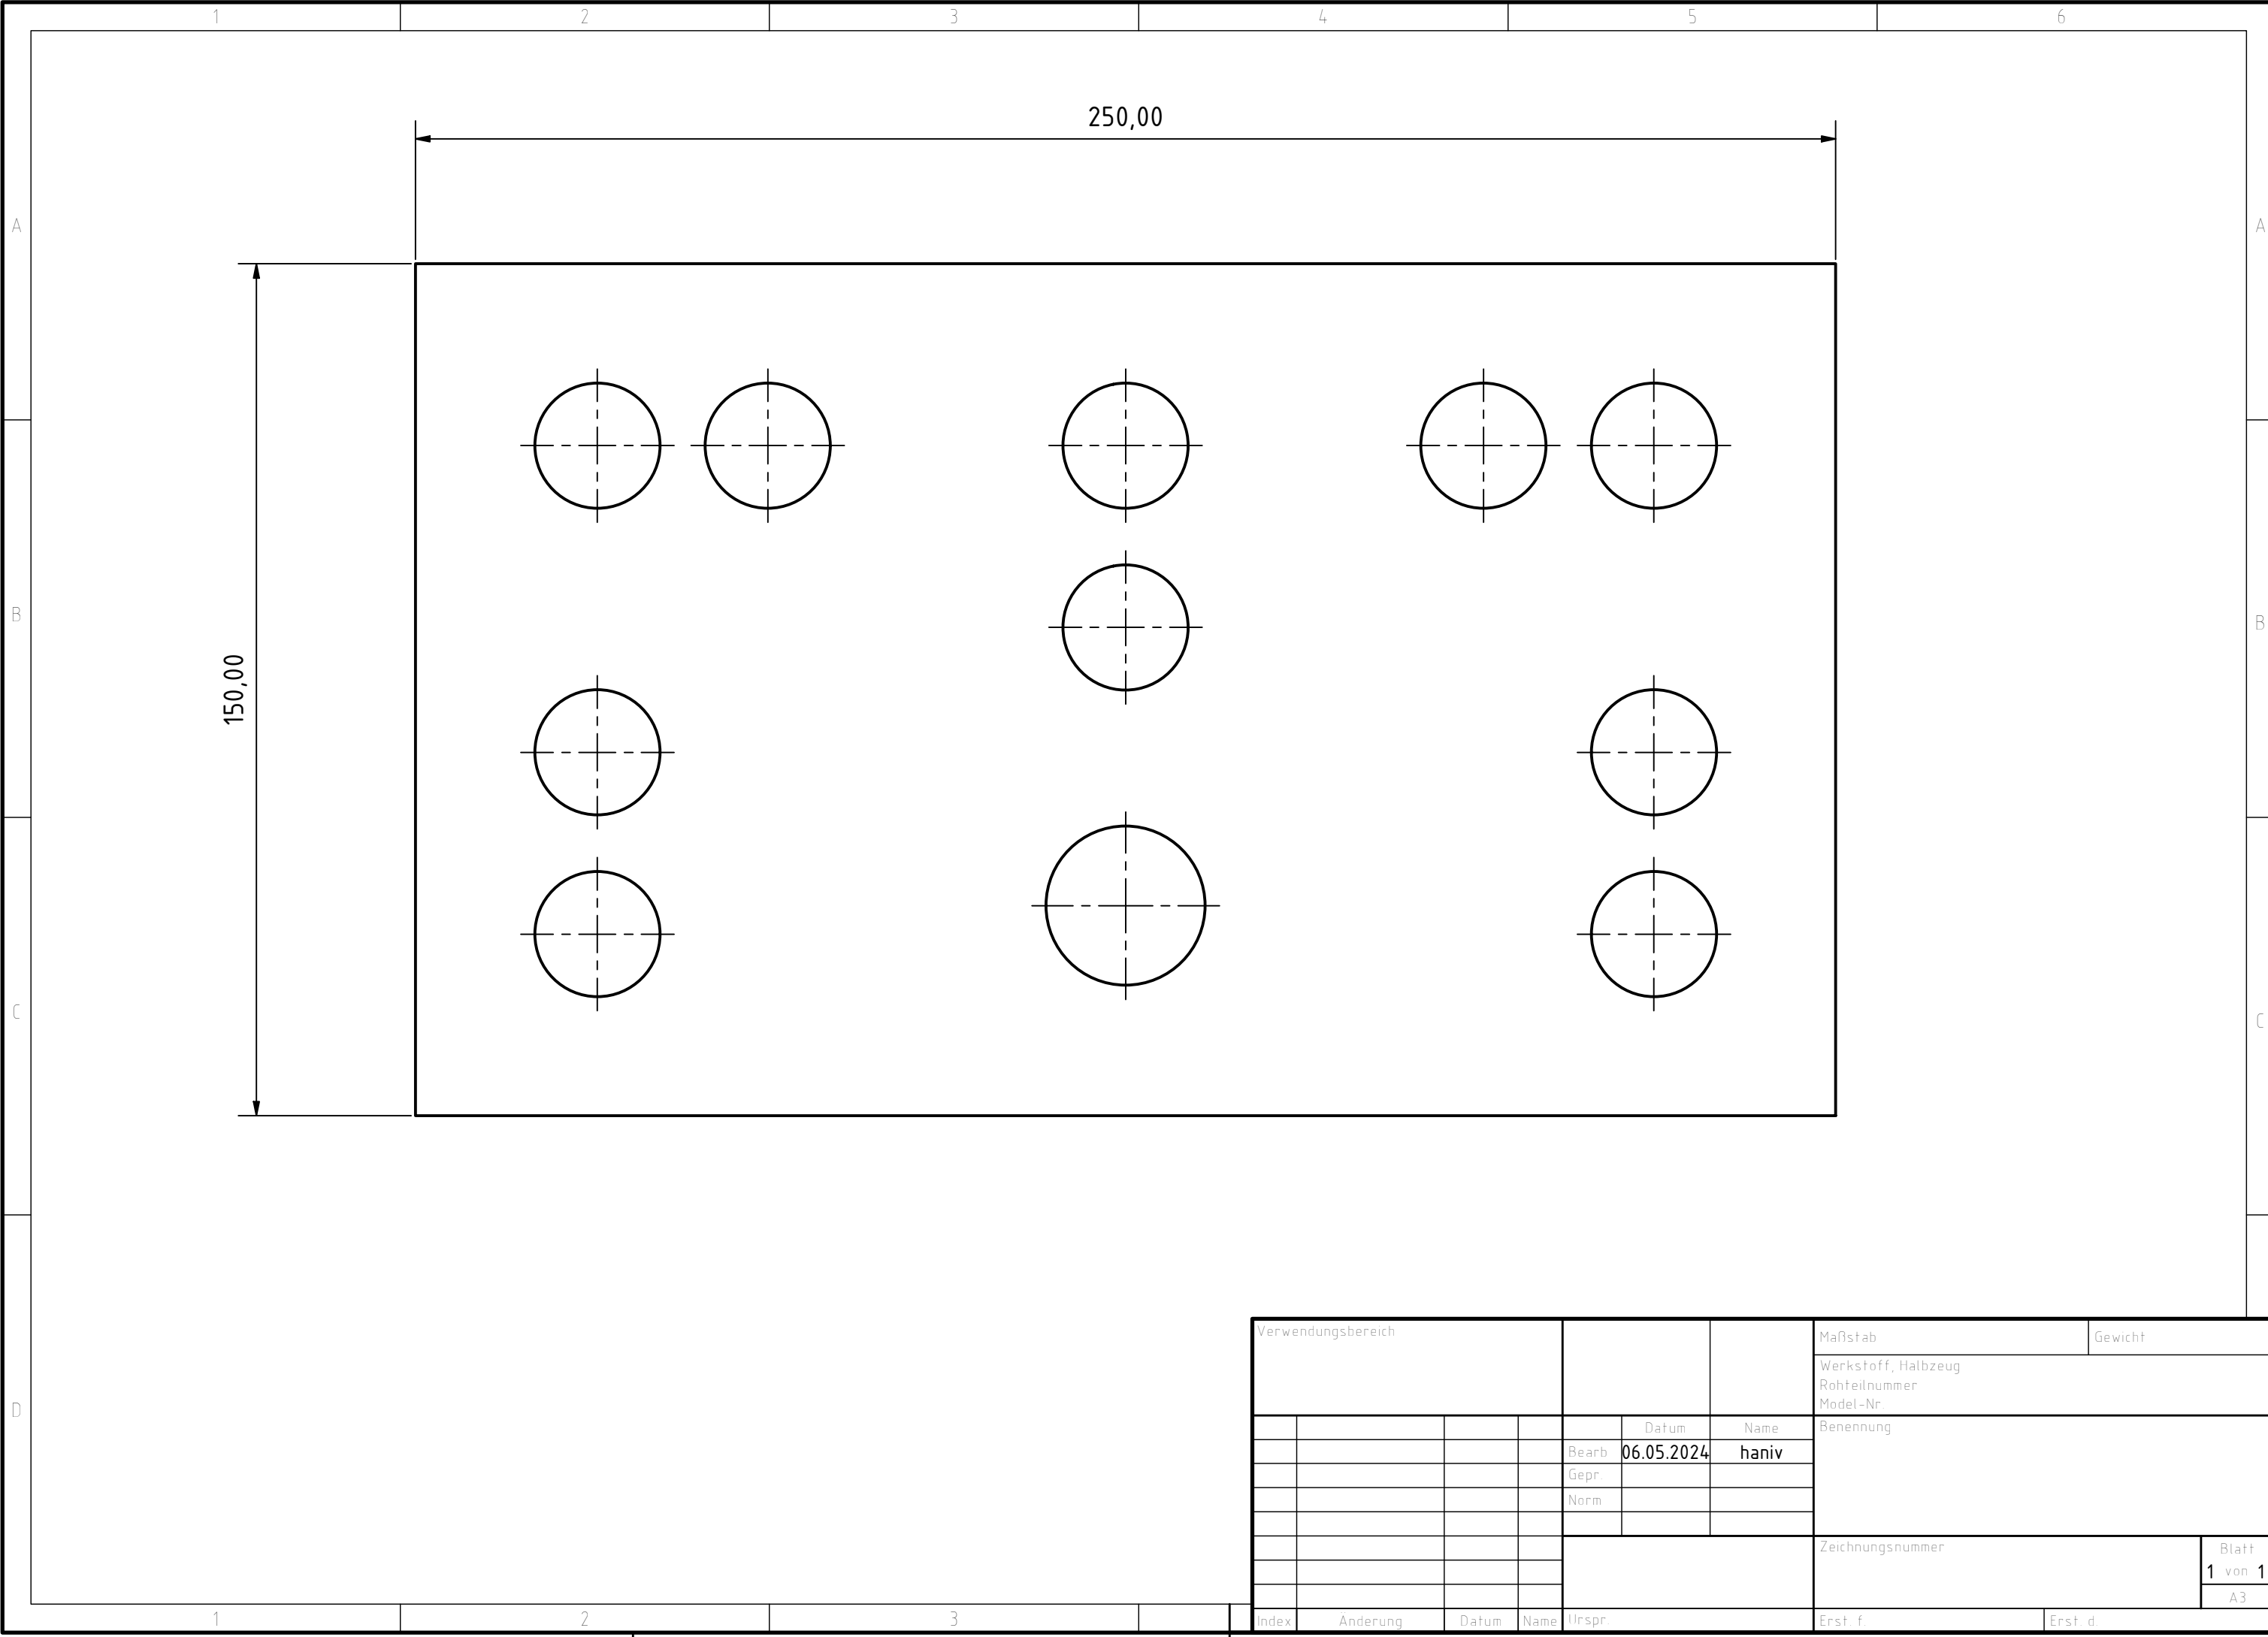 1 2 3 4 5 6
250,00
A A
B B
150,00
C C
D
Verwendungsbereich
Maßstab Gewicht
Werkstoff, Halbzeug
Rohteilnummer
Model-Nr
Datum Name Benennung
Bearb 06.05.2024 haniv
Gepr
Norm
Zeichnungsnummer Blatt
1 von 1
A3
1 2 3 Index Änderung Datum Name Urspr Erst. f Erst. d